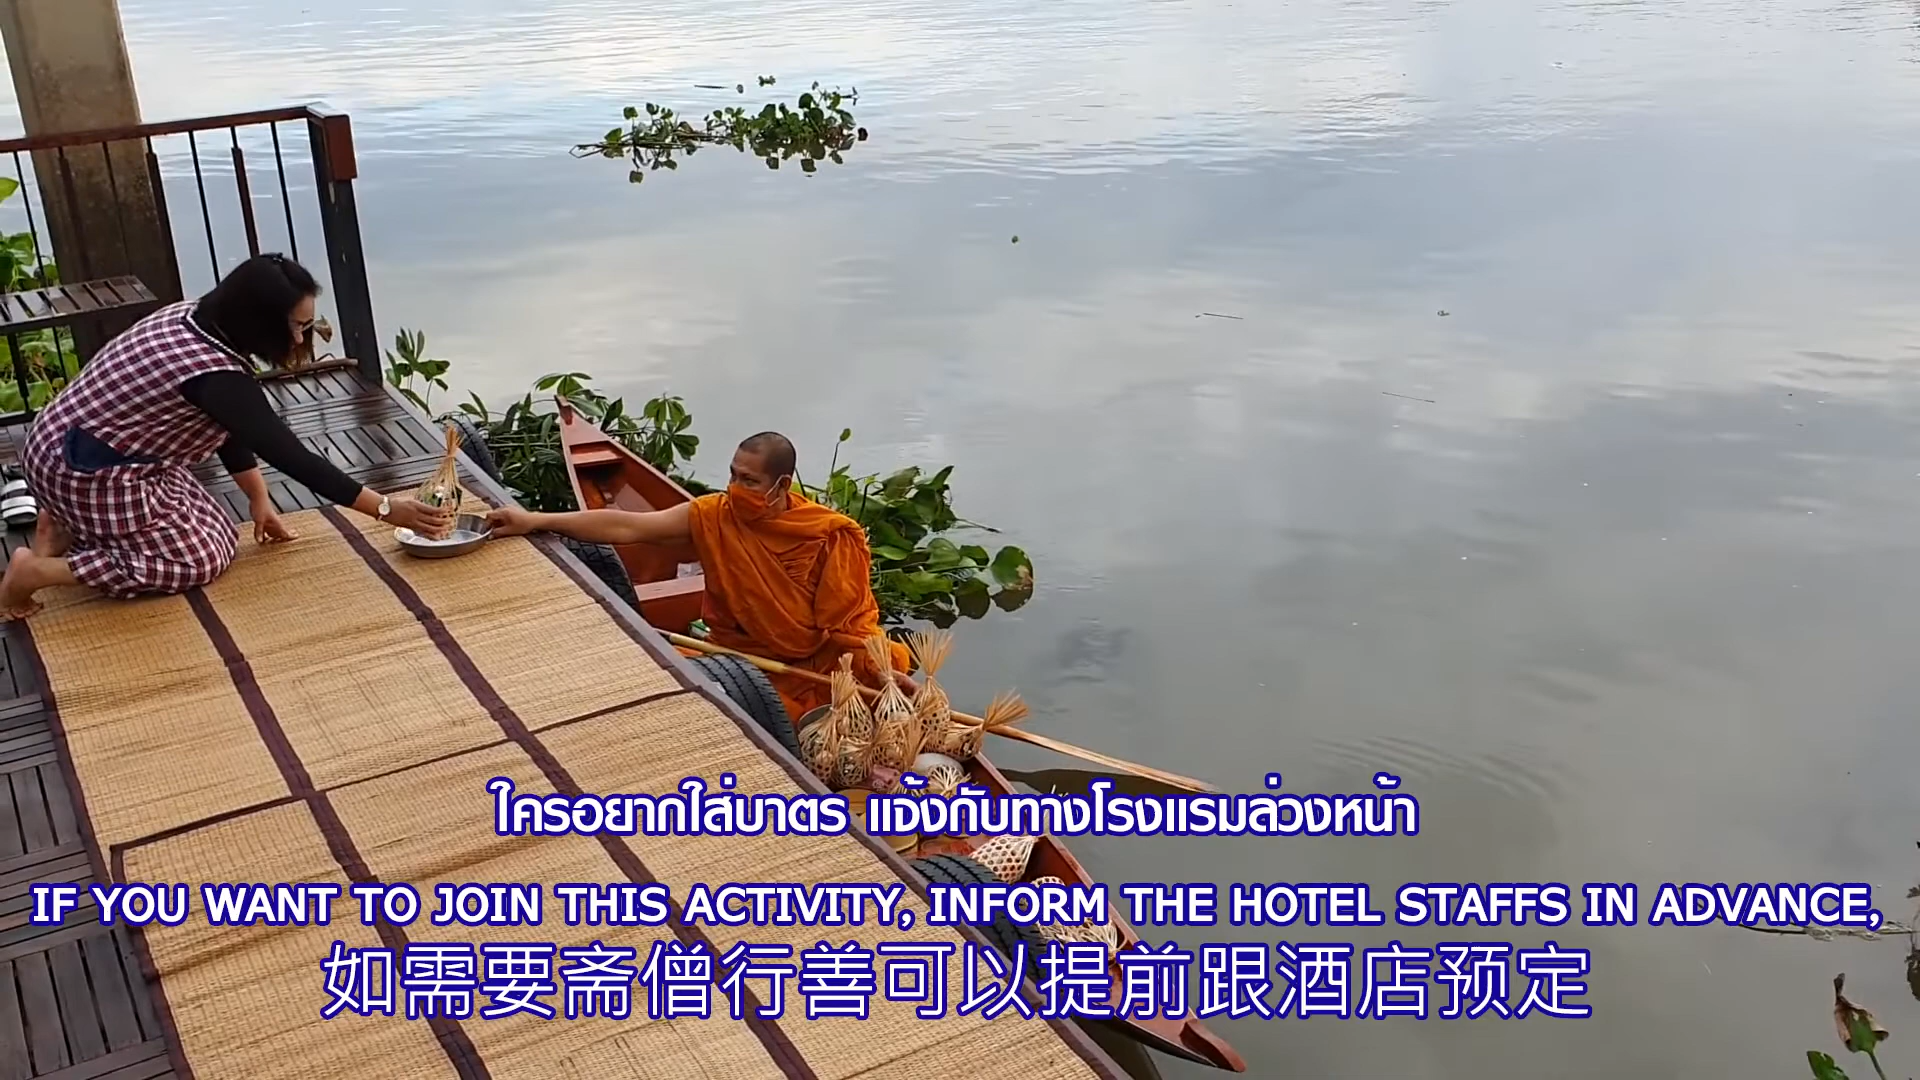 ใครอยากใส่บาตร แจ้งกับทางโรงแรมล่วงหน้า
IF YOU WANT TO JOIN THIS ACTIVITY, INFORM THE HOTEL STAFFS IN ADVANCE,
如需要斋僧行善可以提前跟酒店预定